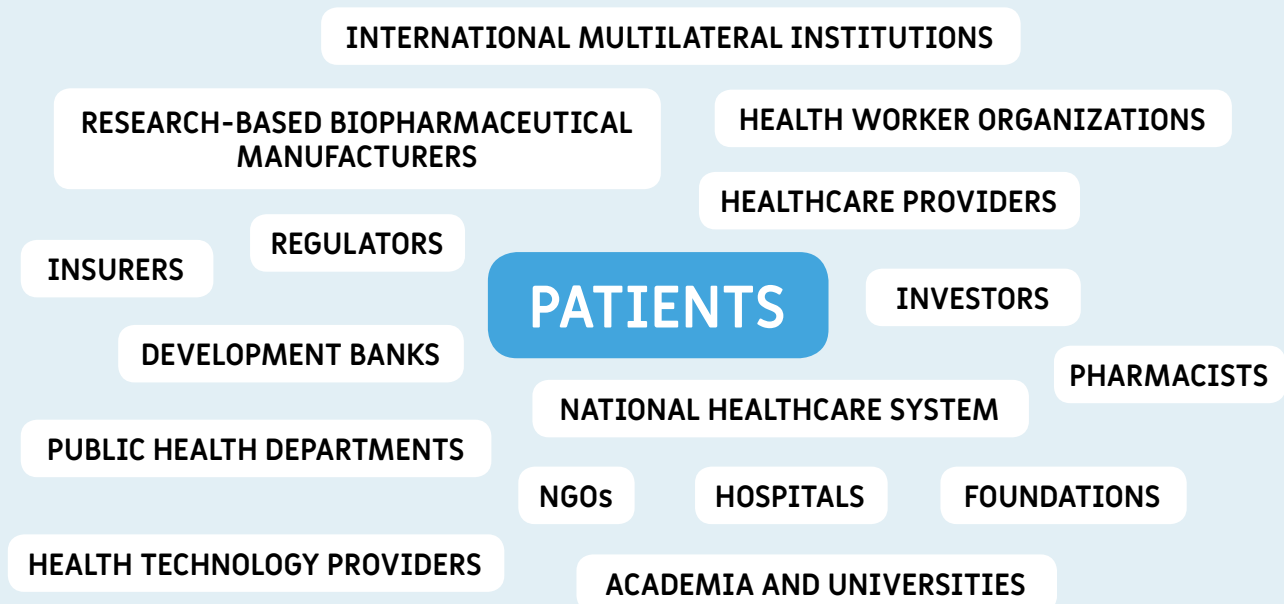 INTERNATIONAL MULTILATERAL INSTITUTIONS
RESEARCH-BASED BIOPHARMACEUTICAL
MANUFACTURERS
HEALTH WORKER ORGANIZATIONS
HEALTHCARE PROVIDERS
REGULATORS
INSURERS
PATIENTS
INVESTORS
DEVELOPMENT BANKS
PHARMACISTS
NATIONAL HEALTHCARE SYSTEM
PUBLIC HEALTH DEPARTMENTS
NGOs
HOSPITALS
FOUNDATIONS
HEALTH TECHNOLOGY PROVIDERS
ACADEMIA AND UNIVERSITIES